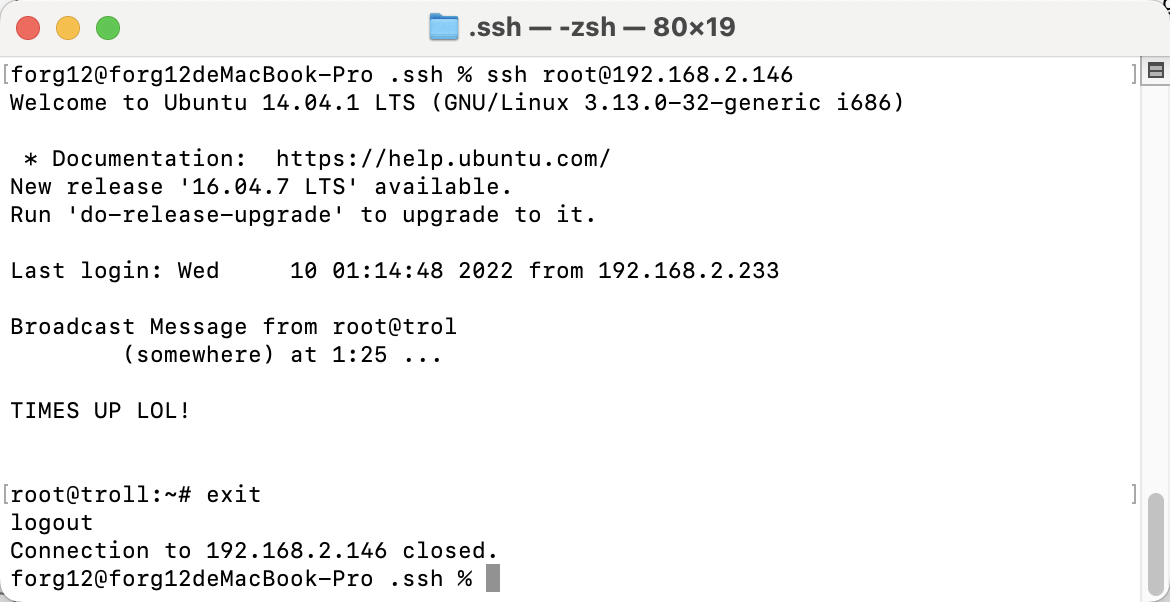 .ssh — -zsh — 80×19
[forg12@forg12deMacBook-Pro .ssh % ssh root@192.168.2.146 ]
Welcome to Ubuntu 14.04.1 LTS (GNU/Linux 3.13.0-32-generic i686)
* Documentation:  https://help.ubuntu.com/
New release '16.04.7 LTS' available.
Run 'do-release-upgrade' to upgrade to it.
Last login: Wed     10 01:14:48 2022 from 192.168.2.233
Broadcast Message from root@trol
(somewhere) at 1:25 ...
TIMES UP LOL!
[root@troll:~# exit ]
logout
Connection to 192.168.2.146 closed.
forg12@forg12deMacBook-Pro .ssh %